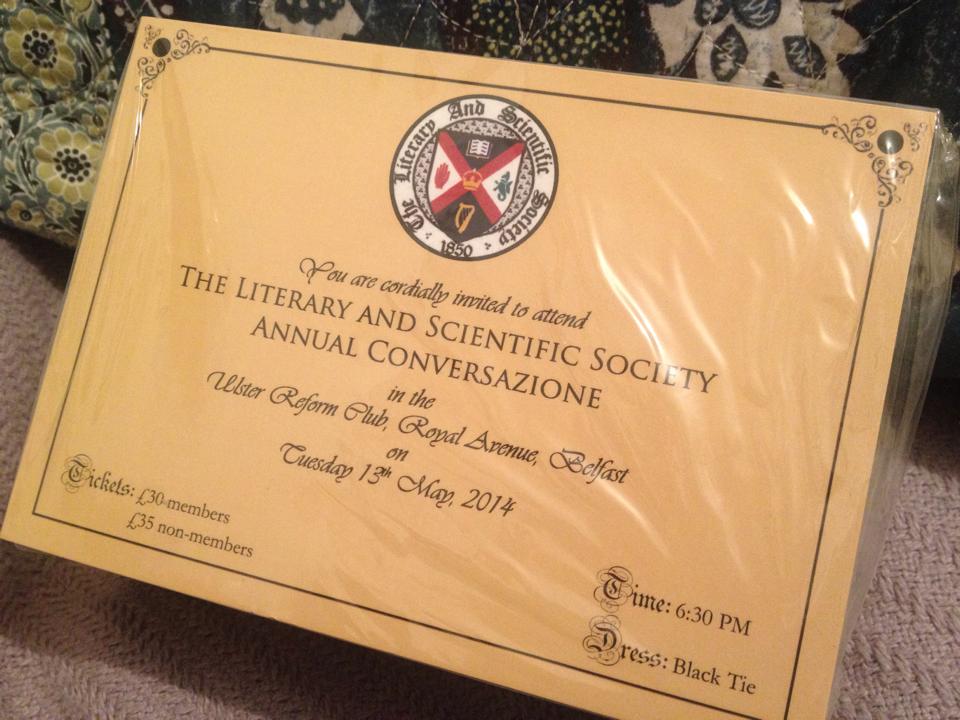 The Literary And Scientific Society
1850
You are cordially invited to attend
THE LITERARY AND SCIENTIFIC SOCIETY
ANNUAL CONVERSAZIONE
in the
Ulster Reform Club, Royal Avenue, Belfast
on
Tuesday 13th May, 2014
Tickets: £30 members
£35 non-members
Time: 6:30 PM
Dress: Black Tie